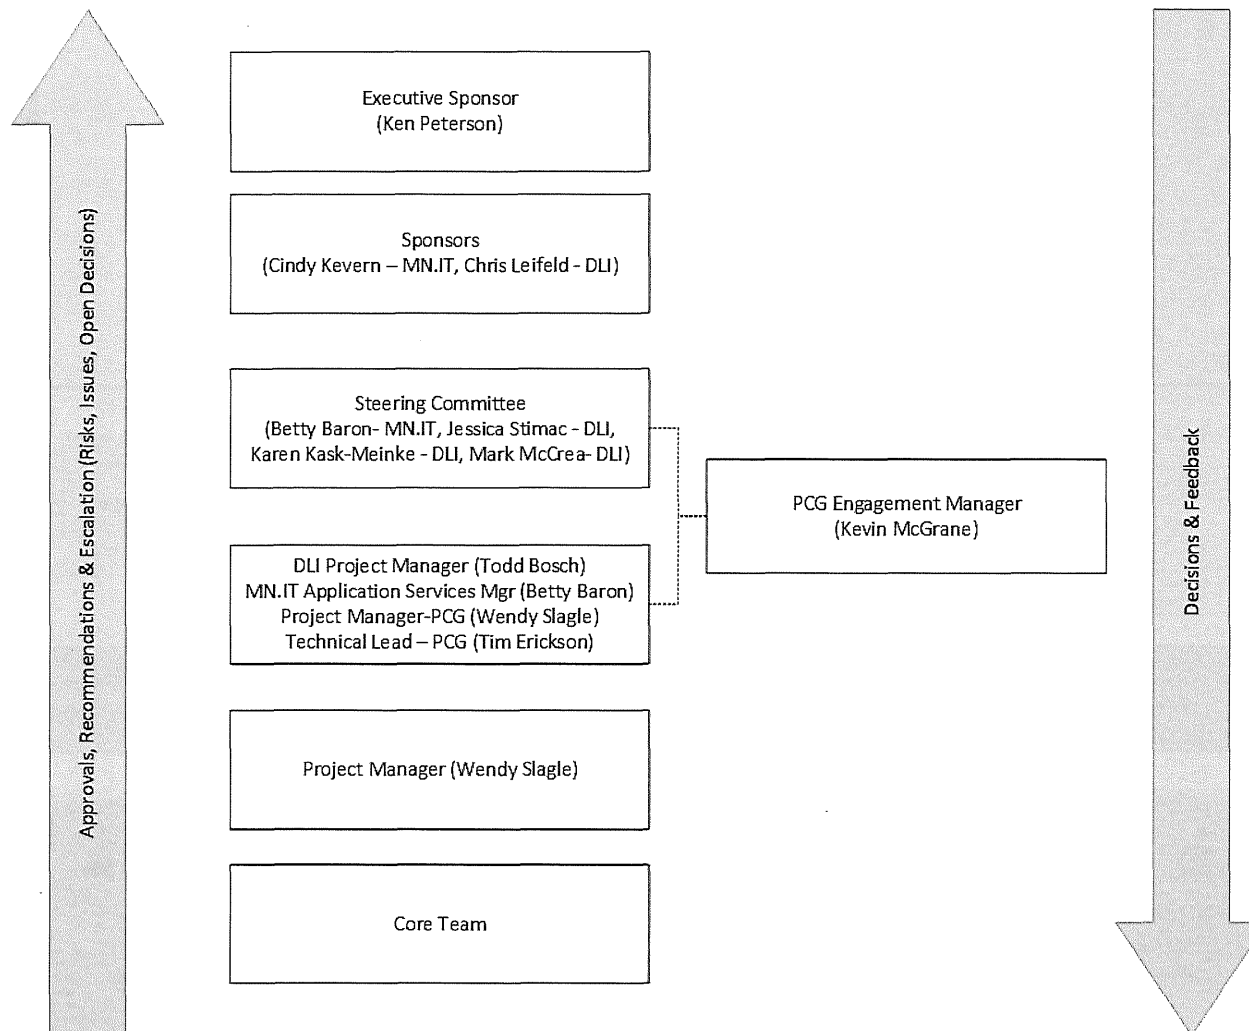 Approvals, Recommendations & Escalation (Risks, Issues, Open Decisions)
Executive Sponsor
(Ken Peterson)
Sponsors
(Cindy Kevern – MN.IT, Chris Leifeld - DLI)
Steering Committee
(Betty Baron- MN.IT, Jessica Stimac - DLI,
Karen Kask-Meinke - DLI, Mark McCrea- DLI)
PCG Engagement Manager
(Kevin McGrane)
DLI Project Manager (Todd Bosch)
MN.IT Application Services Mgr (Betty Baron)
Project Manager-PCG (Wendy Slagle)
Technical Lead – PCG (Tim Erickson)
Project Manager (Wendy Slagle)
Core Team
Decisions & Feedback